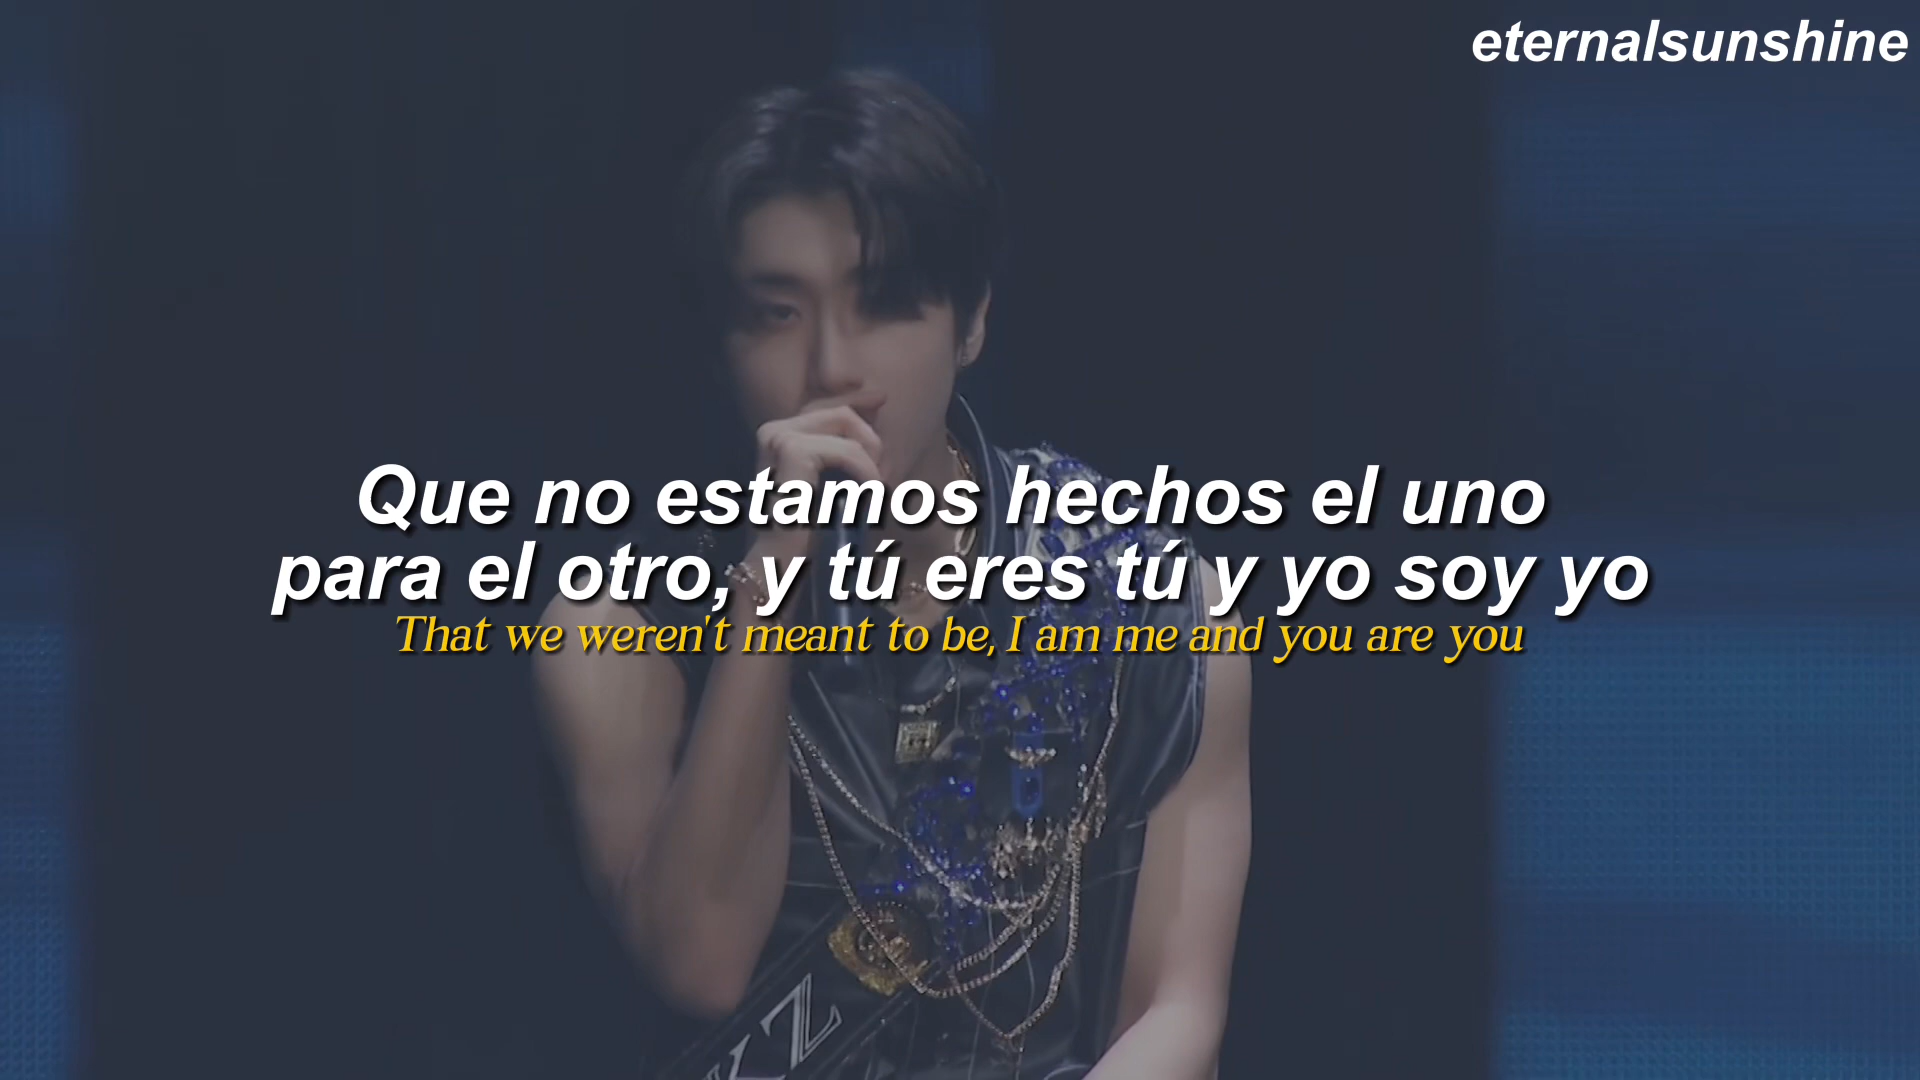 eternalsunshine
Que no estamos hechos el uno
para el otro, y tú eres tú y yo soy yo
That we weren't meant to be, I am me and you are you